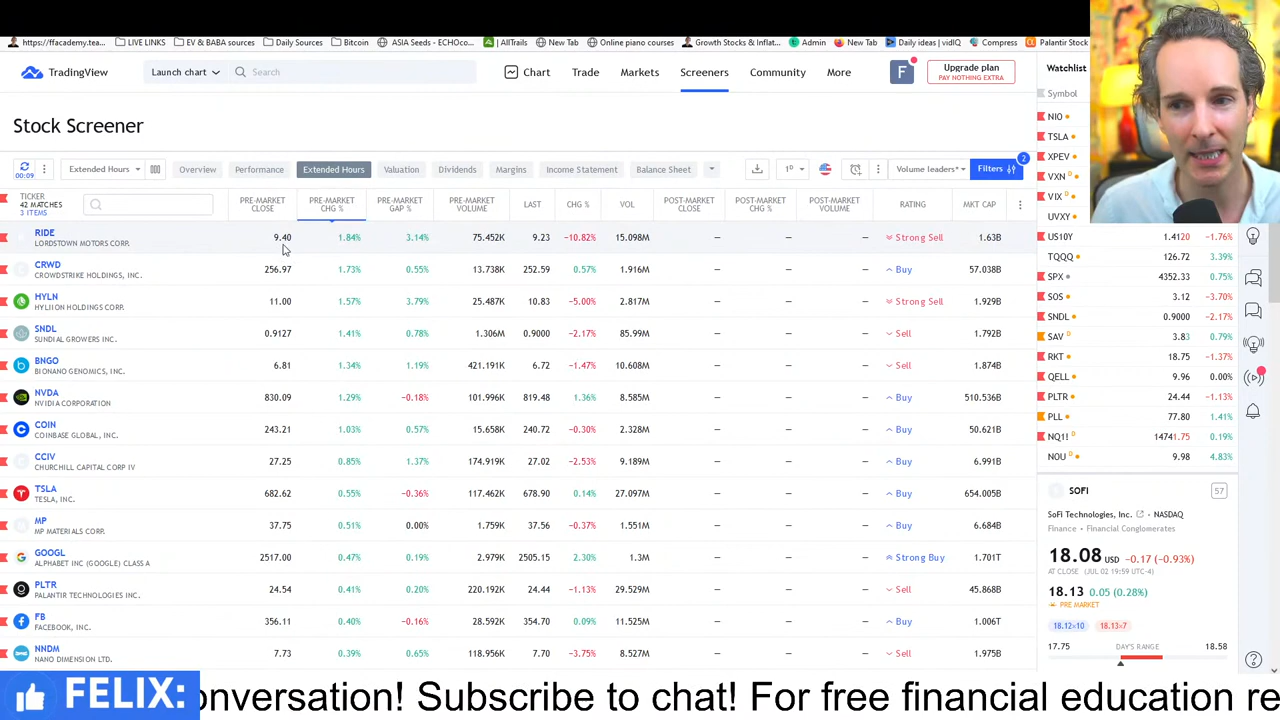 https://ffacademy.tea... LIVE LINKS EV & BABA sources Daily Sources Bitcoin ASIA Seeds - ECHOco... | AllTrails New Tab Online piano courses Growth Stocks & Inflat... Admin New Tab Daily ideas | vidIQ Compress Palantir Stock
TradingView Launch chart Search Chart Trade Markets Screeners Community More F Upgrade plan
PAY NOTHING EXTRA
Stock Screener
00:09 Extended Hours Overview Performance Extended Hours Valuation Dividends Margins Income Statement Balance Sheet 1D Volume leaders* Filters 2
TICKER
42 MATCHES
3 ITEMS
PRE-MARKET CLOSE PRE-MARKET CHG % PRE-MARKET GAP % PRE-MARKET VOLUME LAST CHG % VOL POST-MARKET CLOSE POST-MARKET CHG % POST-MARKET VOLUME RATING MKT CAP
RIDE 9.40 1.84% 3.14% 75.452K 9.23 −10.82% 15.098M — — — Strong Sell 1.63B
LORDSTOWN MOTORS CORP.
CRWD 256.97 1.73% 0.55% 13.738K 252.59 0.57% 1.916M — — — Buy 57.038B
CROWDSTRIKE HOLDINGS, INC.
HYLN 11.00 1.57% 3.79% 25.487K 10.83 −5.00% 2.817M — — — Strong Sell 1.929B
HYLIION HOLDINGS CORP.
SNDL 0.9127 1.41% 0.78% 1.306M 0.9000 −2.17% 85.99M — — — Sell 1.792B
SUNDIAL GROWERS INC.
BNGO 6.81 1.34% 1.19% 421.191K 6.72 −1.47% 10.608M — — — Sell 1.874B
BIONANO GENOMICS, INC.
NVDA 830.09 1.29% −0.18% 101.996K 819.48 1.36% 8.585M — — — Buy 510.536B
NVIDIA CORPORATION
COIN 243.21 1.03% 0.57% 15.658K 240.72 −0.30% 2.328M — — — Buy 50.621B
COINBASE GLOBAL, INC.
CCIV 27.25 0.85% 1.37% 174.919K 27.02 −2.53% 9.189M — — — Buy 6.991B
CHURCHILL CAPITAL CORP IV
TSLA 682.62 0.55% −0.36% 117.462K 678.90 0.14% 27.097M — — — Buy 654.005B
TESLA, INC.
MP 37.75 0.51% 0.00% 1.759K 37.56 −0.37% 1.551M — — — Buy 6.684B
MP MATERIALS CORP.
GOOGL 2517.00 0.47% 0.19% 2.979K 2505.15 2.30% 1.3M — — — Strong Buy 1.701T
ALPHABET INC (GOOGLE) CLASS A
PLTR 24.54 0.41% 0.20% 220.192K 24.44 −1.13% 29.529M — — — Sell 45.868B
PALANTIR TECHNOLOGIES INC.
FB 356.11 0.40% −0.16% 28.592K 354.70 0.09% 11.525M — — — Buy 1.006T
FACEBOOK, INC.
NNDM 7.73 0.39% 0.65% 118.956K 7.70 −3.75% 8.527M — — — Sell 1.975B
NANO DIMENSION LTD.
Watchlist
Symbol
NIO
TSLA
XPEV
VXN D
VIX D
UVXY
US10Y 1.4120 −1.76%
TQQQ 126.72 3.39%
SPX 4352.33 0.75%
SOS 3.12 −3.70%
SNDL 0.9000 −2.17%
SAV D 3.83 0.79%
RKT 18.75 −1.37%
QELL 9.96 0.00%
PLTR 24.44 −1.13%
PLL 77.80 1.41%
NQ1! D 14741.75 0.19%
NOU 9.98 4.83%
SOFI 57
SoFi Technologies, Inc. • NASDAQ
Finance • Financial Conglomerates
18.08 USD −0.17 (−0.93%)
AT CLOSE (JUL 02 19:59 UTC-4)
18.13 0.05 (0.28%)
PRE MARKET
18.12×10 18.13×7
17.75 DAY'S RANGE 18.58
FELIX: onversation! Subscribe to chat! For free financial education re